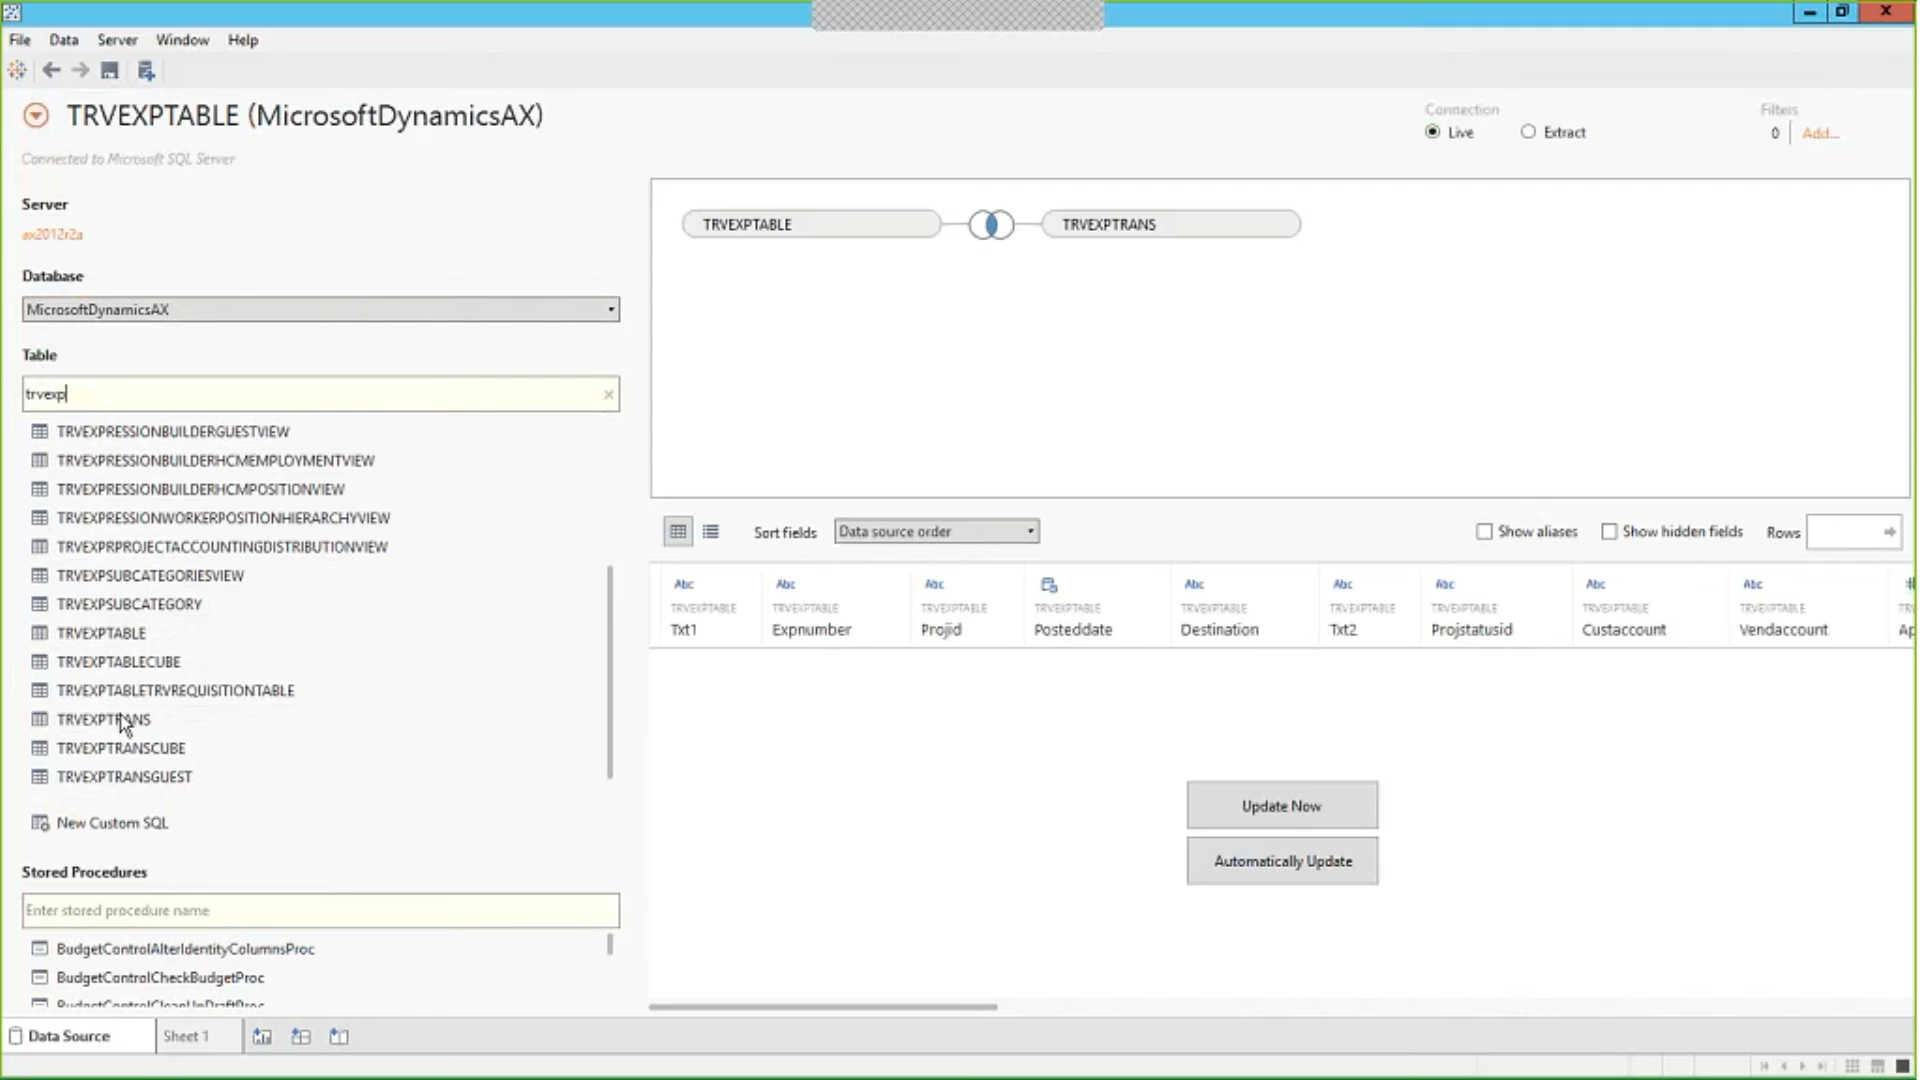 File Data Server Window Help
TRVEXPTABLE (MicrosoftDynamicsAX)
Connected to Microsoft SQL Server
Connection
Live Extract
Filters
0 Add...
Server
ax2012r2a
Database
MicrosoftDynamicsAX
Table
trvexp
TRVEXPRESSIONBUILDERGUESTVIEW
TRVEXPRESSIONBUILDERHCMEMPLOYMENTVIEW
TRVEXPRESSIONBUILDERHCMPOSITIONVIEW
TRVEXPRESSIONWORKERPOSITIONHIERARCHYVIEW
TRVEXPRPROJECTACCOUNTINGDISTRIBUTIONVIEW
TRVEXPSUBCATEGORIESVIEW
TRVEXPSUBCATEGORY
TRVEXPTABLE
TRVEXPTABLECUBE
TRVEXPTABLETRVREQUISITIONTABLE
TRVEXPTRANS
TRVEXPTRANSCUBE
TRVEXPTRANSGUEST
New Custom SQL
Stored Procedures
Enter stored procedure name
BudgetControlAlterIdentityColumnsProc
BudgetControlCheckBudgetProc
BudgetControlCleanUpDraftProc
TRVEXPTABLE TRVEXPTRANS
Sort fields Data source order Show aliases Show hidden fields Rows
Abc Abc Abc Abc Abc Abc Abc Abc
TRVEXPTABLE TRVEXPTABLE TRVEXPTABLE TRVEXPTABLE TRVEXPTABLE TRVEXPTABLE TRVEXPTABLE TRVEXPTABLE TRVEXPTABLE
Txt1 Expnumber Projid Posteddate Destination Txt2 Projstatusid Custaccount Vendaccount
Update Now
Automatically Update
Data Source Sheet 1